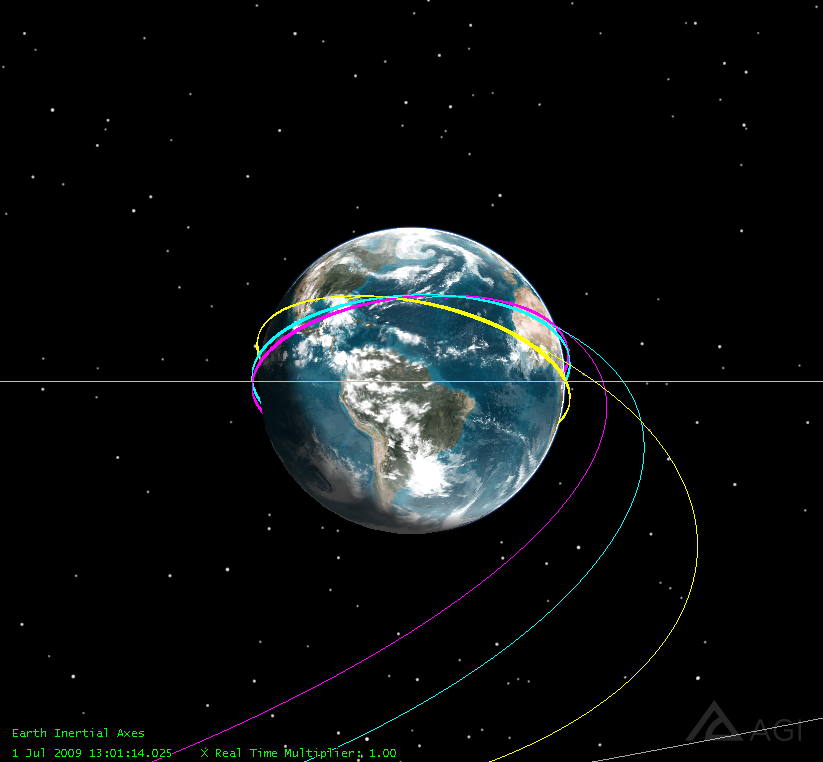 AGI
Earth Inertial Axes
1 Jul 2009 13:01:14.025 X Real Time Multiplier: 1.00